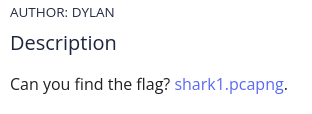 AUTHOR: DYLAN
Description
Can you find the flag? shark1.pcapng.